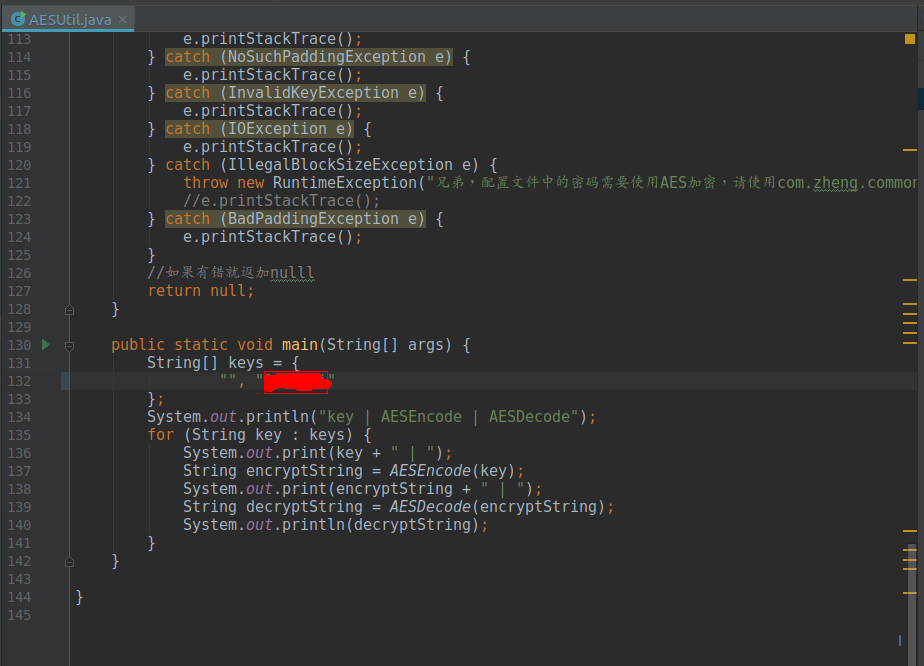 AESUtil.java
113 e.printStackTrace();
114 } catch (NoSuchPaddingException e) {
115 e.printStackTrace();
116 } catch (InvalidKeyException e) {
117 e.printStackTrace();
118 } catch (IOException e) {
119 e.printStackTrace();
120 } catch (IllegalBlockSizeException e) {
121 throw new RuntimeException("兄弟，配置文件中的密码需要使用AES加密，请使用com.zheng.common
122 //e.printStackTrace();
123 } catch (BadPaddingException e) {
124 e.printStackTrace();
125 }
126 //如果有错就返加nulll
127 return null;
128 }
129
130 public static void main(String[] args) {
131 String[] keys = {
132 "", "
133 };
134 System.out.println("key | AESEncode | AESDecode");
135 for (String key : keys) {
136 System.out.print(key + " | ");
137 String encryptString = AESEncode(key);
138 System.out.print(encryptString + " | ");
139 String decryptString = AESDecode(encryptString);
140 System.out.println(decryptString);
141 }
142 }
143
144 }
145